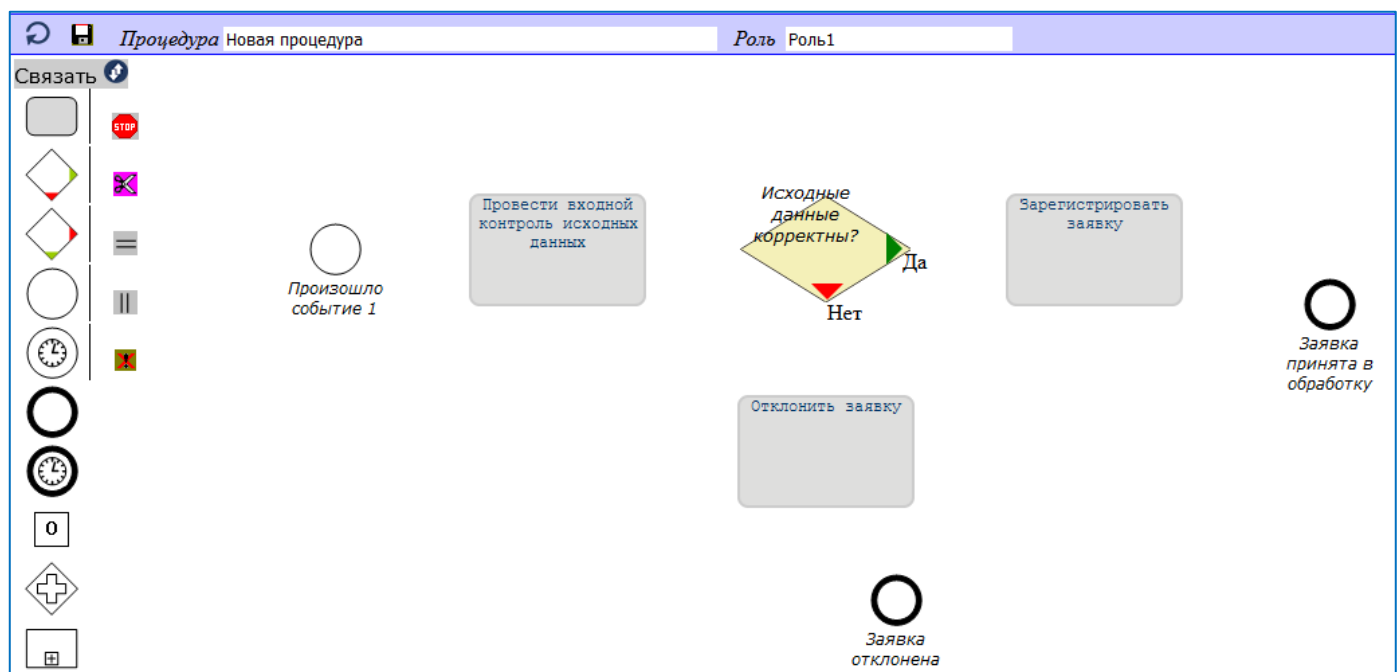 Процедура Новая процедура Роль Роль1
Связать
STOP
Провести входной
контроль исходных
данных
Исходные
данные
корректны?
Зарегистрировать
заявку
Да
Произошло
событие 1
Нет
Заявка
принята в
обработку
Отклонить заявку
0
Заявка
отклонена